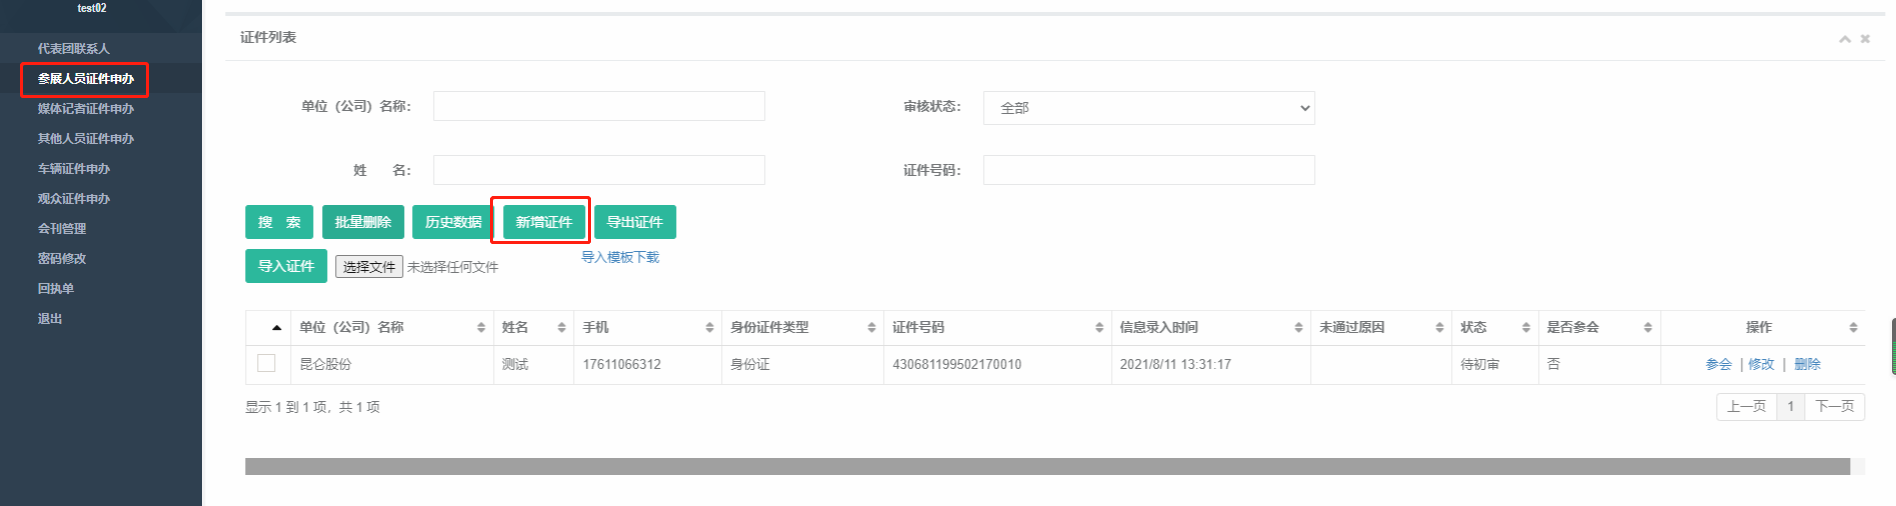 test02
代表团联系人
参展人员证件申办
媒体记者证件申办
其他人员证件申办
车辆证件申办
观众证件申办
会刊管理
密码修改
回执单
退出
证件列表
单位（公司）名称：
审核状态： 全部
姓 名：
证件号码：
搜 索 批量删除 历史数据 新增证件 导出证件
导入证件 选择文件 未选择任何文件 导入模板下载
单位（公司）名称 姓名 手机 身份证件类型 证件号码 信息录入时间 未通过原因 状态 是否参会 操作
昆仑股份 测试 17611066312 身份证 430681199502170010 2021/8/11 13:31:17 待初审 否 参会 | 修改 | 删除
显示 1 到 1 项，共 1 项
上一页 1 下一页